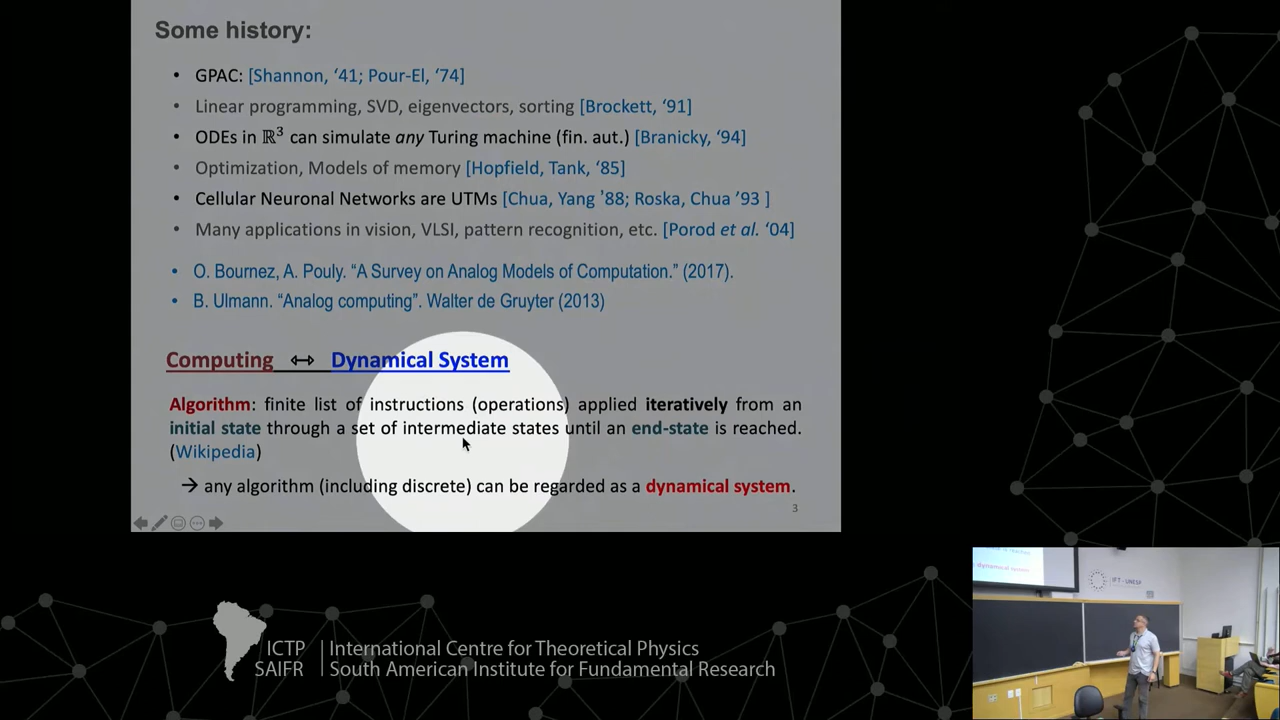 Some history:
• GPAC: [Shannon, ‘41; Pour-El, ‘74]
• Linear programming, SVD, eigenvectors, sorting [Brockett, ‘91]
• ODEs in ℝ³ can simulate any Turing machine (fin. aut.) [Branicky, ‘94]
• Optimization, Models of memory [Hopfield, Tank, ‘85]
• Cellular Neuronal Networks are UTMs [Chua, Yang ’88; Roska, Chua ’93 ]
• Many applications in vision, VLSI, pattern recognition, etc. [Porod et al. ‘04]
• O. Bournez, A. Pouly. “A Survey on Analog Models of Computation.” (2017).
• B. Ulmann. “Analog computing”. Walter de Gruyter (2013)
Computing ⇔ Dynamical System
Algorithm: finite list of instructions (operations) applied iteratively from an
initial state through a set of intermediate states until an end-state is reached.
(Wikipedia)
→ any algorithm (including discrete) can be regarded as a dynamical system.
3
dynamical system.
IFT - UNESP
ICTP
SAIFR
International Centre for Theoretical Physics
South American Institute for Fundamental Research